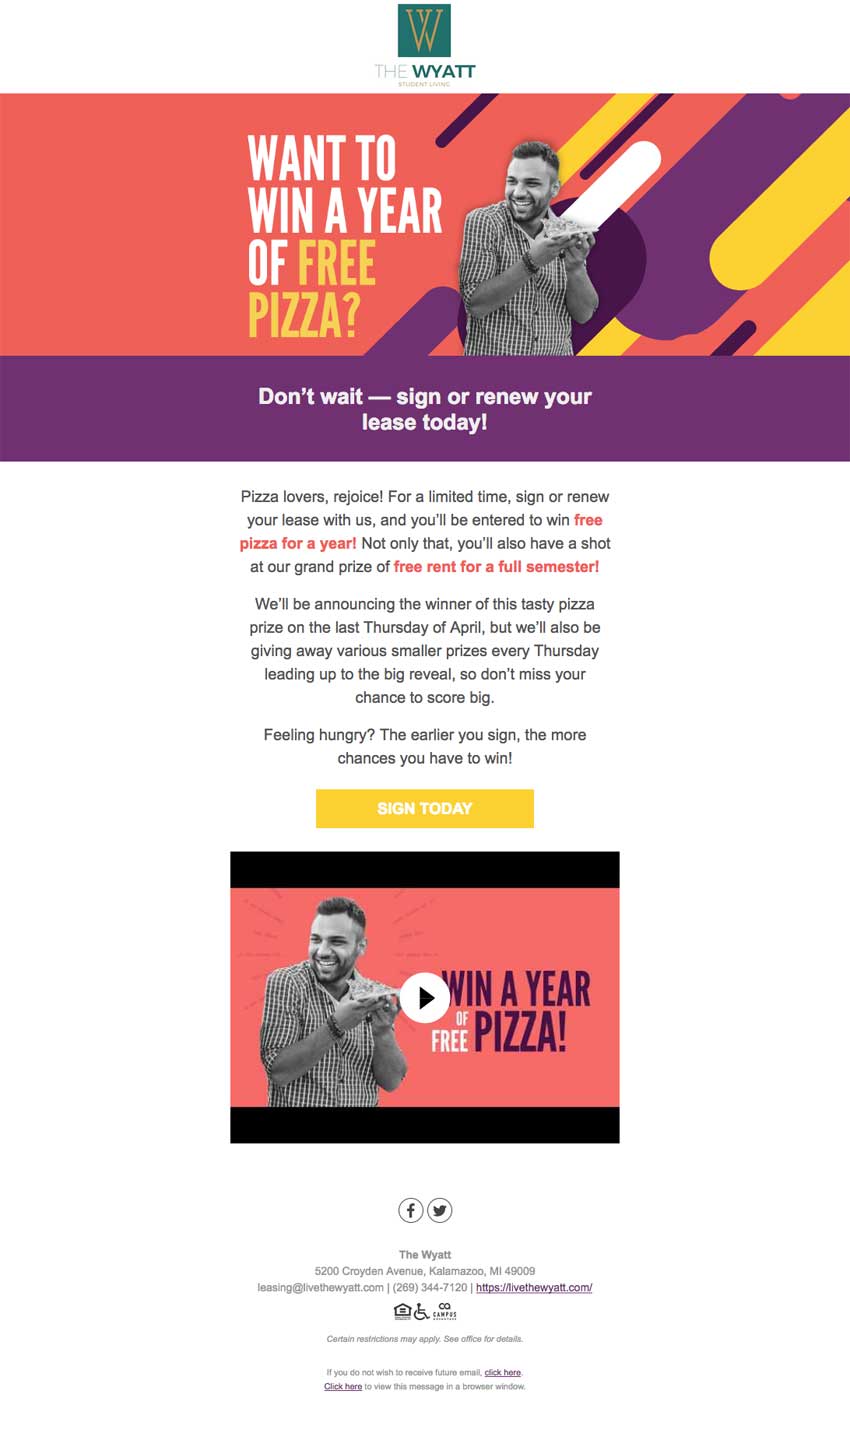 W
THE WYATT
STUDENT LIVING
WANT TO
WIN A YEAR
OF FREE
PIZZA?
Don’t wait — sign or renew your
lease today!
Pizza lovers, rejoice! For a limited time, sign or renew
your lease with us, and you’ll be entered to win free
pizza for a year! Not only that, you’ll also have a shot
at our grand prize of free rent for a full semester!
We’ll be announcing the winner of this tasty pizza
prize on the last Thursday of April, but we’ll also be
giving away various smaller prizes every Thursday
leading up to the big reveal, so don’t miss your
chance to score big.
Feeling hungry? The earlier you sign, the more
chances you have to win!
SIGN TODAY
WIN A YEAR
OF
FREE PIZZA!
The Wyatt
5200 Croyden Avenue, Kalamazoo, MI 49009
leasing@livethewyatt.com | (269) 344-7120 | https://livethewyatt.com/
CAMPUS
Certain restrictions may apply. See office for details.
If you do not wish to receive future email, click here.
Click here to view this message in a browser window.